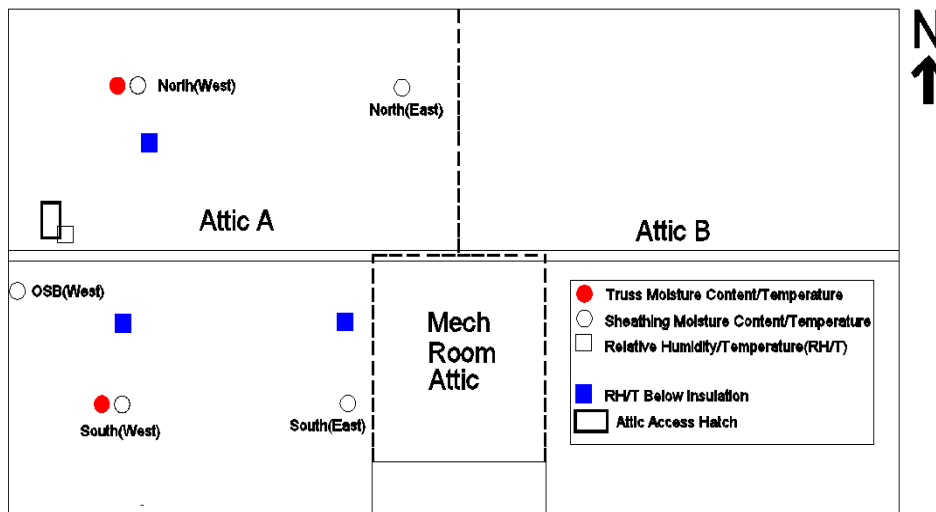 N
North(West)
North(East)
Attic A
Attic B
OSB(West)
Mech
Room
Attic
South(West)
South(East)
Truss Moisture Content/Temperature
Sheathing Moisture Content/Temperature
Relative Humidity/Temperature(RH/T)
RH/T Below Insulation
Attic Access Hatch